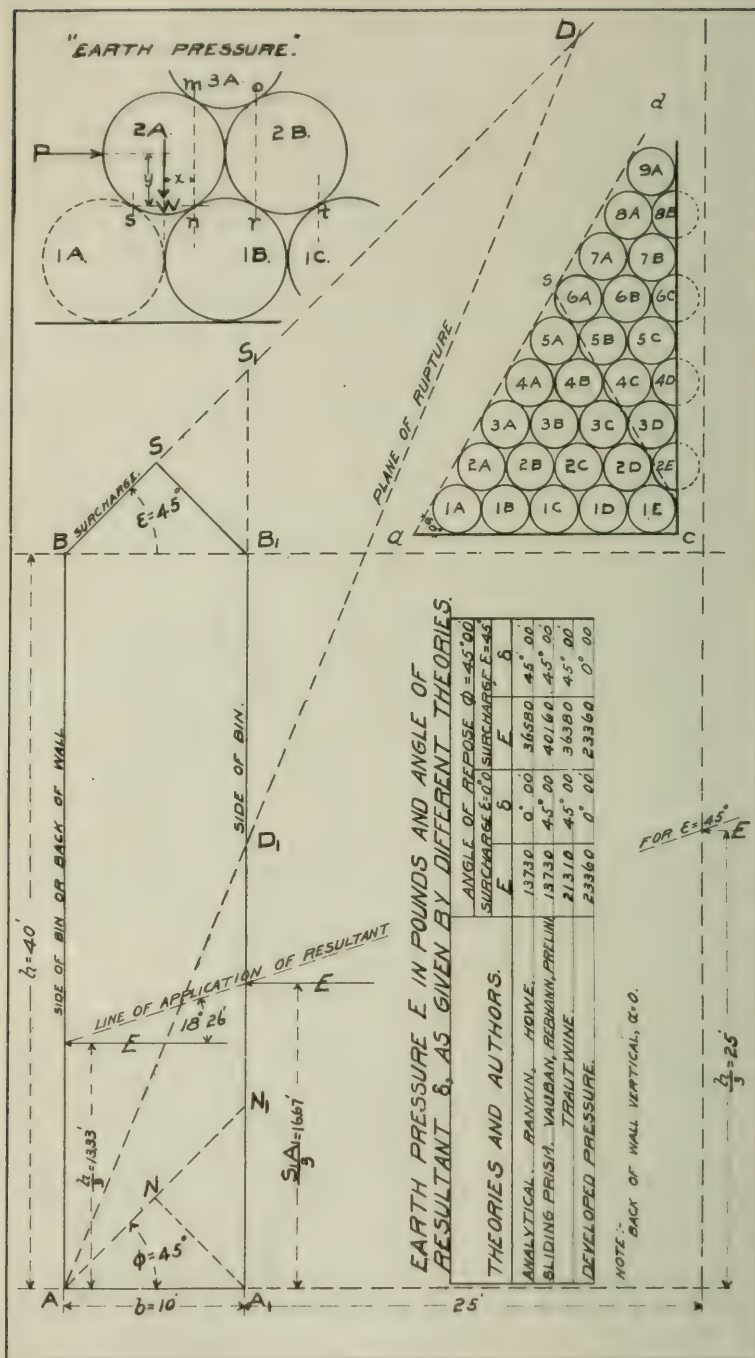 "EARTH PRESSURE."
m 3A. o
2A. 2B.
P
y x
s W n r t
1A. 1B. 1C.
D
d
9A
8A 8B
7A 7B
S 6A 6B 6C
5A 5B 5C
4A 4B 4C 4D
3A 3B 3C 3D
2A 2B 2C 2D 2E
1A 1B 1C 1D 1E
60°
a C
S1
S
SURCHARGE.
ε=45°
B B1
PLANE OF RUPTURE
h=40'
SIDE OF BIN OR BACK OF WALL
SIDE OF BIN.
D1
LINE OF APPLICATION OF RESULTANT
18° 26'
E E
h/3=13.33'
S1A1/3=16.67'
N1
N
r
Φ=45°
A A1
b=10' 25'
EARTH PRESSURE E IN POUNDS AND ANGLE OF
RESULTANT δ, AS GIVEN BY DIFFERENT THEORIES.
THEORIES AND AUTHORS.
ANGLE OF REPOSE Φ=45°00'
SURCHARGE ε=0°0' SURCHARGE, ε=45°
E δ E δ
ANALYTICAL. RANKIN, HOWE. 13730 0° 00' 36580 45° 00'
SLIDING PRISM. VAUBAN, REBHANN, PRELINI 13730 45° 00' 40160 45° 00'
TRAUTWINE. 21310 45° 00' 36380 45° 00'
DEVELOPED PRESSURE. 23360 0° 00' 23360 0° 00'
NOTE:-
BACK OF WALL VERTICAL, α=0.
FOR ε=45°
E
h/3=25'